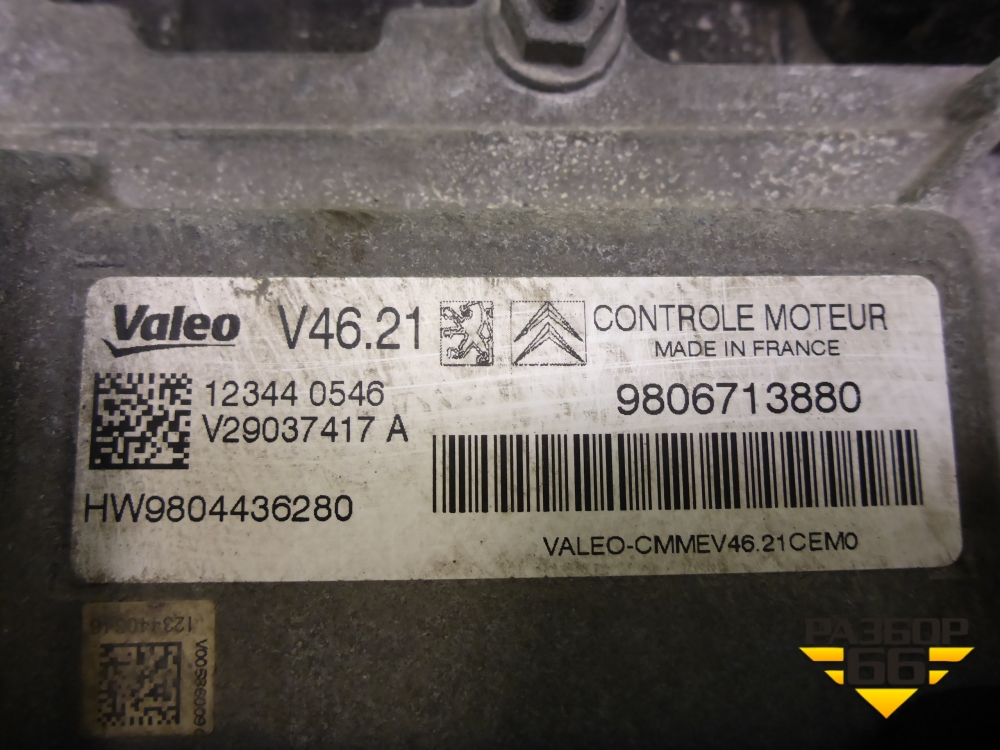 Valeo V46.21 CONTROLE MOTEUR
MADE IN FRANCE
12344 0546
9806713880
V29037417 A
HW9804436280
VALEO-CMMEV46.21CEM0
РАЗБОР
66